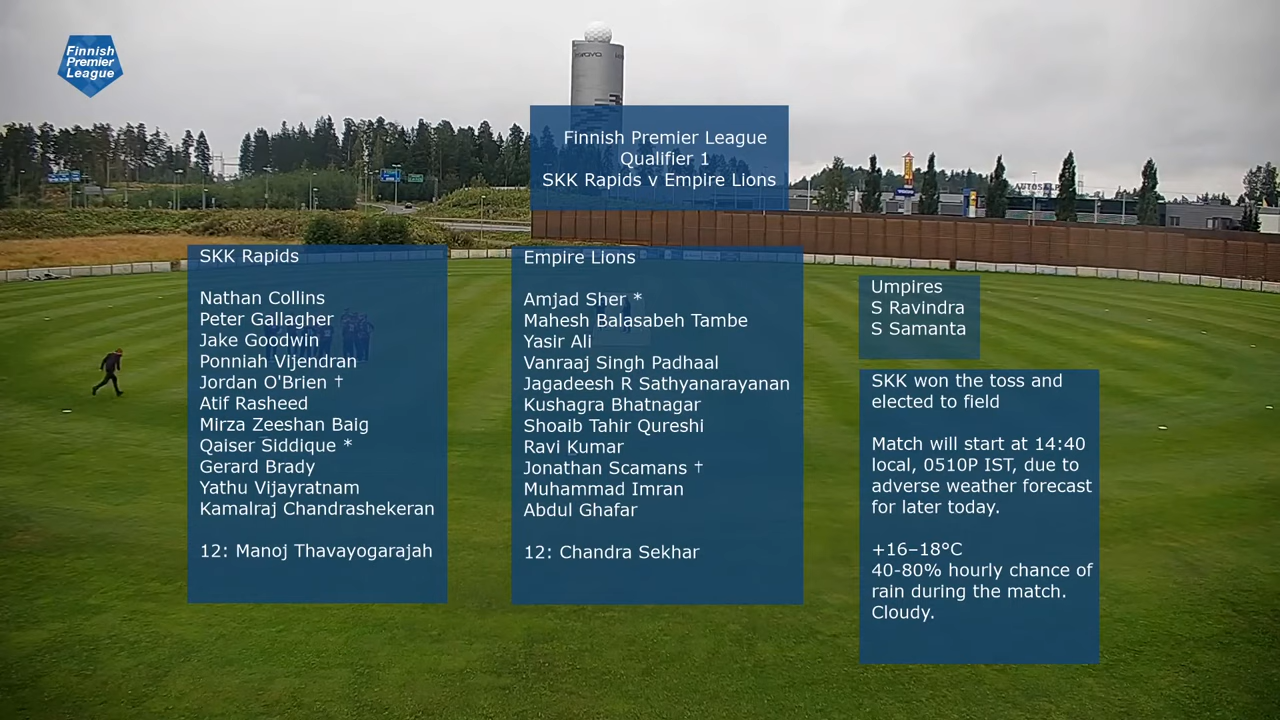 Finnish
Premier
League
Finnish Premier League
Qualifier 1
SKK Rapids v Empire Lions
SKK Rapids
Nathan Collins
Peter Gallagher
Jake Goodwin
Ponniah Vijendran
Jordan O'Brien †
Atif Rasheed
Mirza Zeeshan Baig
Qaiser Siddique *
Gerard Brady
Yathu Vijayratnam
Kamalraj Chandrashekeran
12: Manoj Thavayogarajah
Empire Lions
Amjad Sher *
Mahesh Balasabeh Tambe
Yasir Ali
Vanraaj Singh Padhaal
Jagadeesh R Sathyanarayanan
Kushagra Bhatnagar
Shoaib Tahir Qureshi
Ravi Kumar
Jonathan Scamans †
Muhammad Imran
Abdul Ghafar
12: Chandra Sekhar
Umpires
S Ravindra
S Samanta
SKK won the toss and
elected to field
Match will start at 14:40
local, 0510P IST, due to
adverse weather forecast
for later today.
+16–18°C
40-80% hourly chance of
rain during the match.
Cloudy.